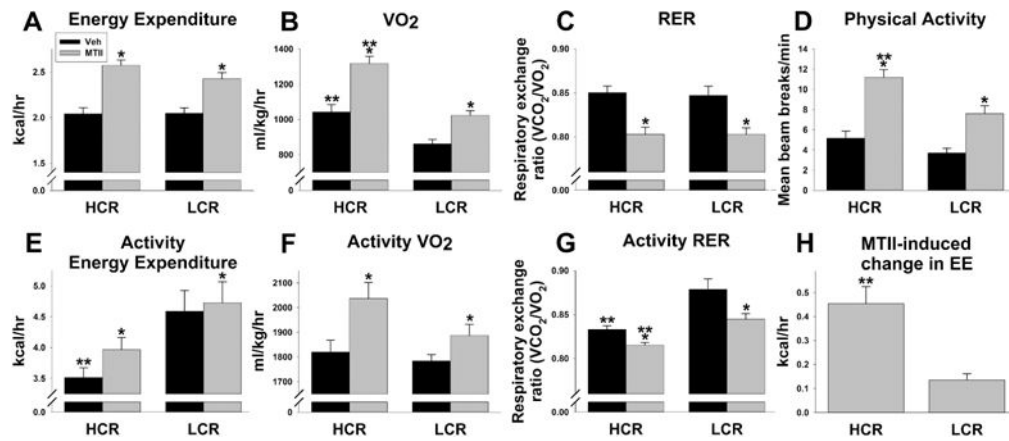 A Energy Expenditure
Veh
MTII
kcal/hr
2.5
2.0
1.5
0.0
HCR LCR
B VO2
ml/kg/hr
1400
1200
1000
800
0.0
** ** * *
HCR LCR
C RER
Respiratory exchange
ratio (VCO2/VO2)
0.90
0.85
0.80
0.00
* *
HCR LCR
D Physical Activity
Mean beam breaks/min
14
12
10
8
6
4
2
0
** * *
HCR LCR
E Activity
Energy Expenditure
kcal/hr
5.0
4.5
4.0
3.5
0.0
** * *
HCR LCR
F Activity VO2
ml/kg/hr
2100
2000
1900
1800
1700
0.0
* *
HCR LCR
G Activity RER
Respiratory exchange
ratio (VCO2/VO2)
0.90
0.85
0.80
0.00
** ** * *
HCR LCR
H MTII-induced
change in EE
kcal/hr
0.5
0.4
0.3
0.2
0.1
0.0
**
HCR LCR